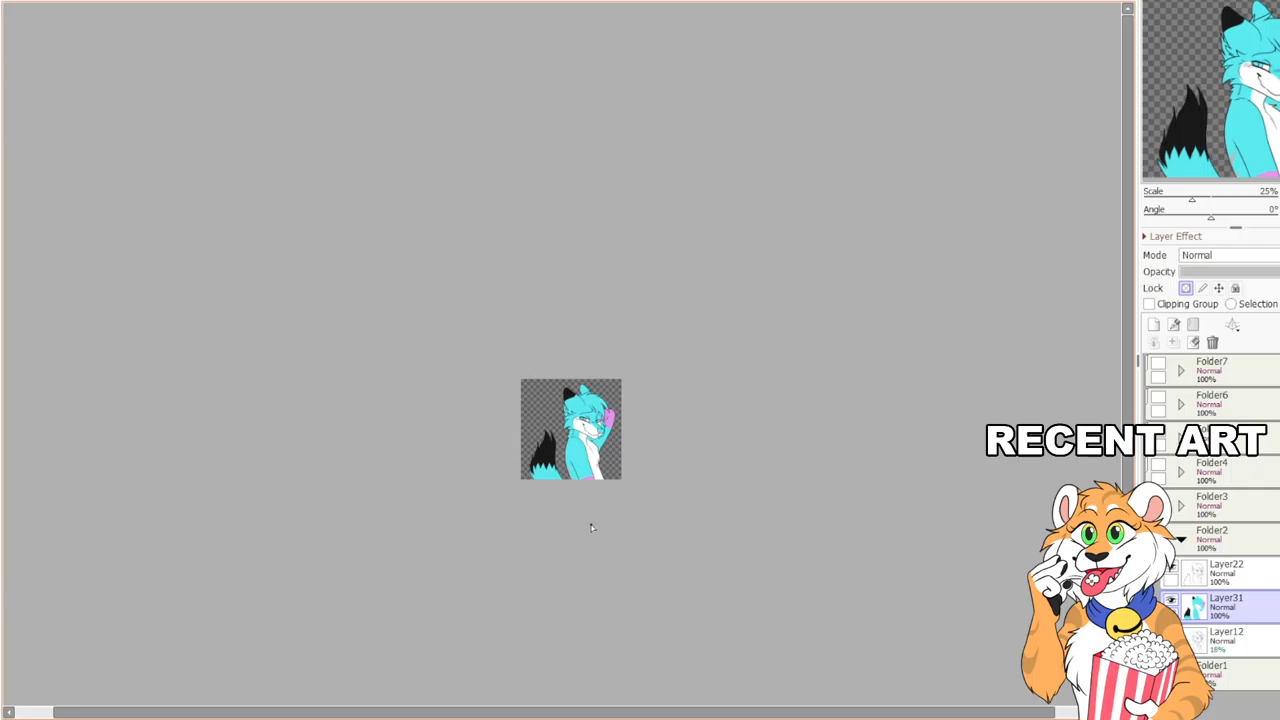 Scale 25%
Angle 0°
Layer Effect
Mode Normal
Opacity
Lock
Clipping Group Selection
Folder7
Normal
100%
Folder6
Normal
100%
RECENT ART
Folder4
Normal
100%
Folder3
Normal
100%
Folder2
Normal
100%
Layer22
Normal
100%
Layer31
Normal
100%
Layer12
Normal
18%
Folder1